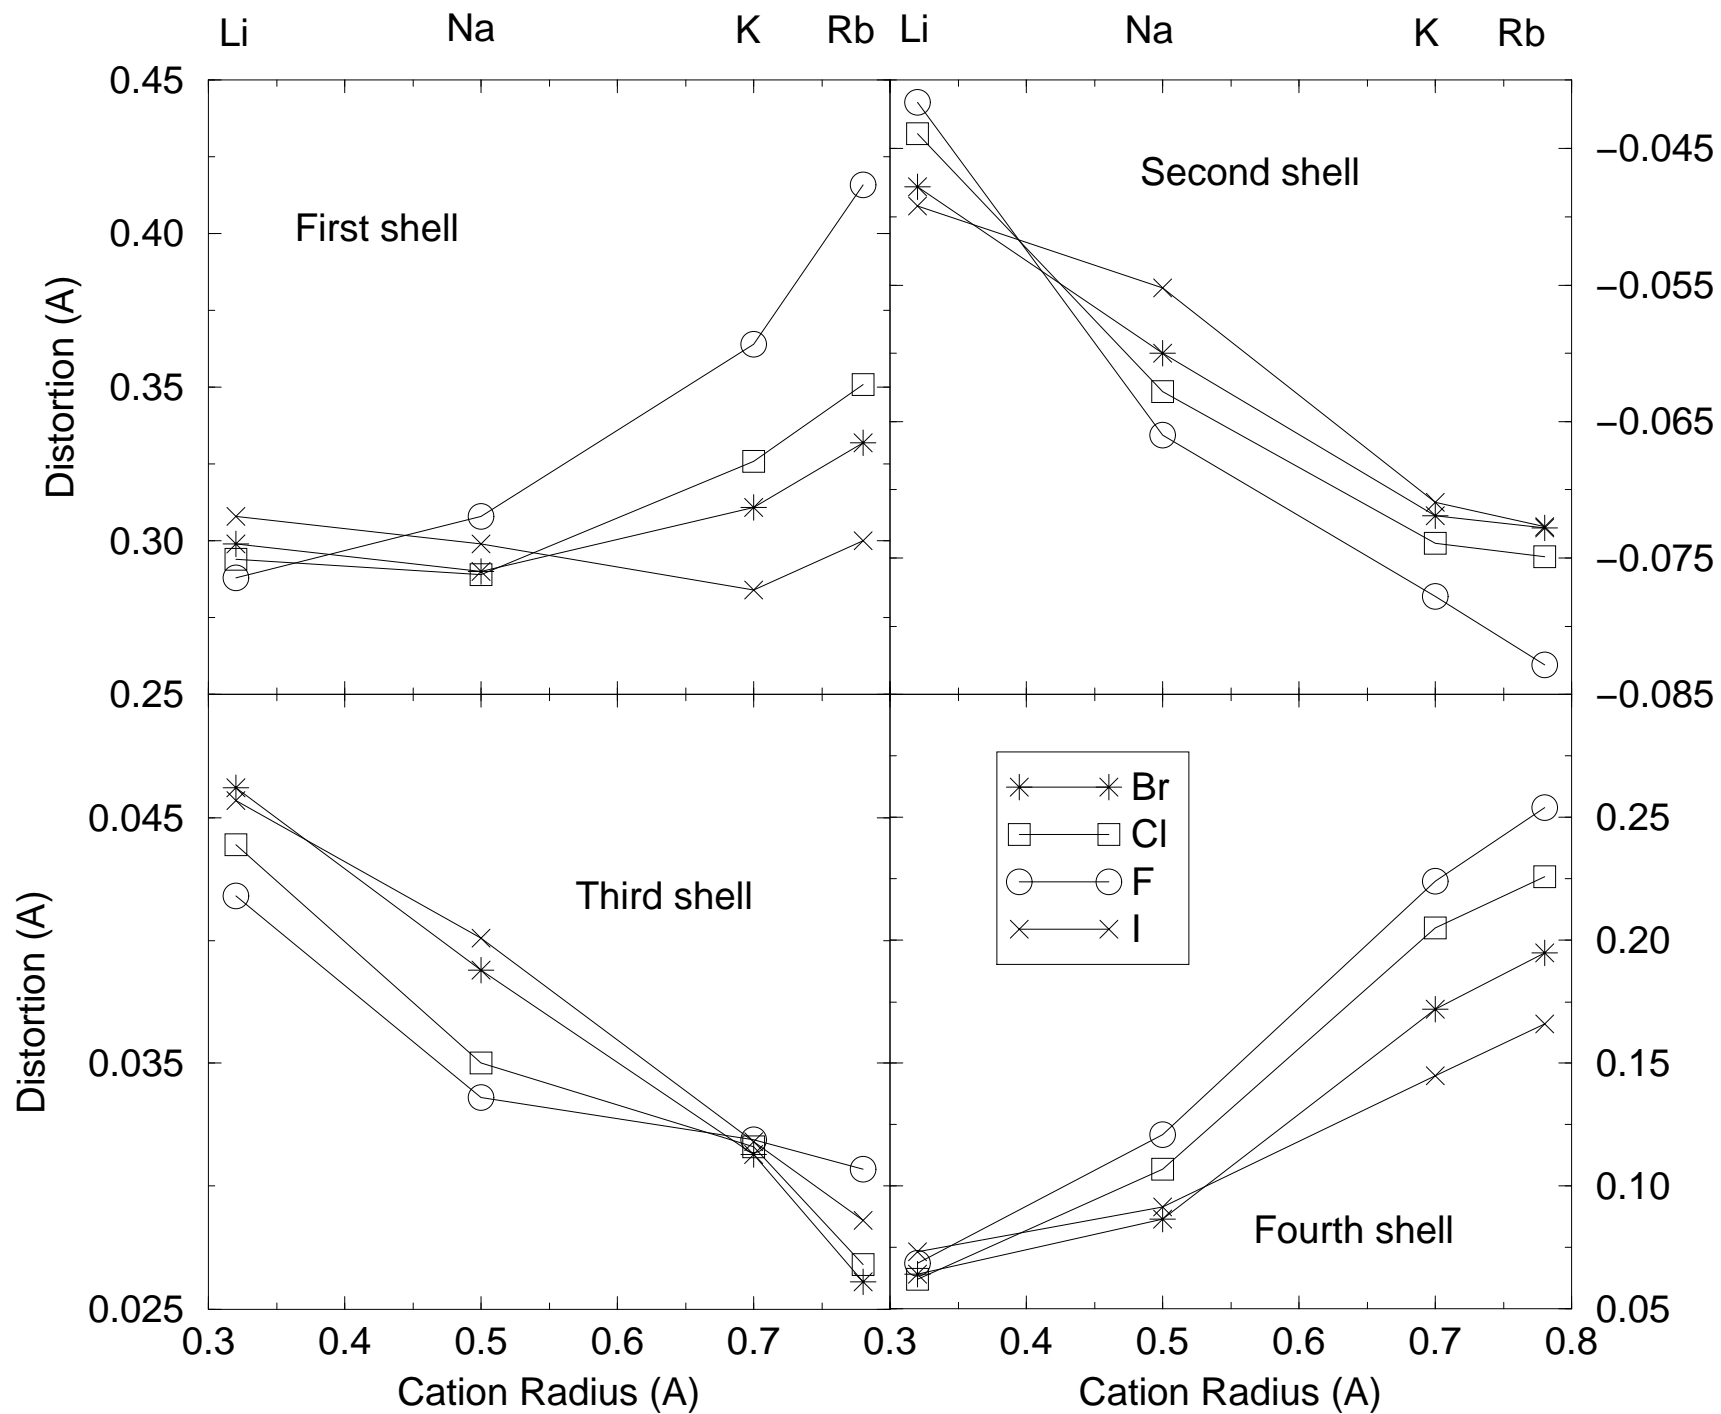 Li Na K Rb Li Na K Rb
0.45
−0.045
Second shell
First shell
0.40
−0.055
Distortion (A)
0.35
−0.065
0.30
−0.075
0.25
−0.085
Br
0.045
0.25
Cl
Third shell
F
I
0.20
Distortion (A)
0.035
0.15
0.10
Fourth shell
0.025
0.05
0.3 0.4 0.5 0.6 0.7 0.3 0.4 0.5 0.6 0.7 0.8
Cation Radius (A) Cation Radius (A)